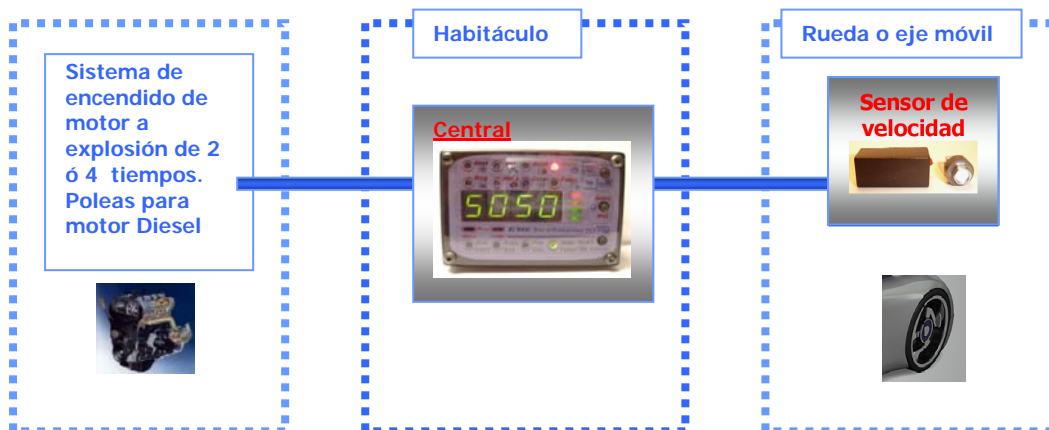 Sistema de
encendido de
motor a
explosión de 2
ó 4 tiempos.
Poleas para
motor Diesel
Habitáculo
Central
5050
Rueda o eje móvil
Sensor de
velocidad